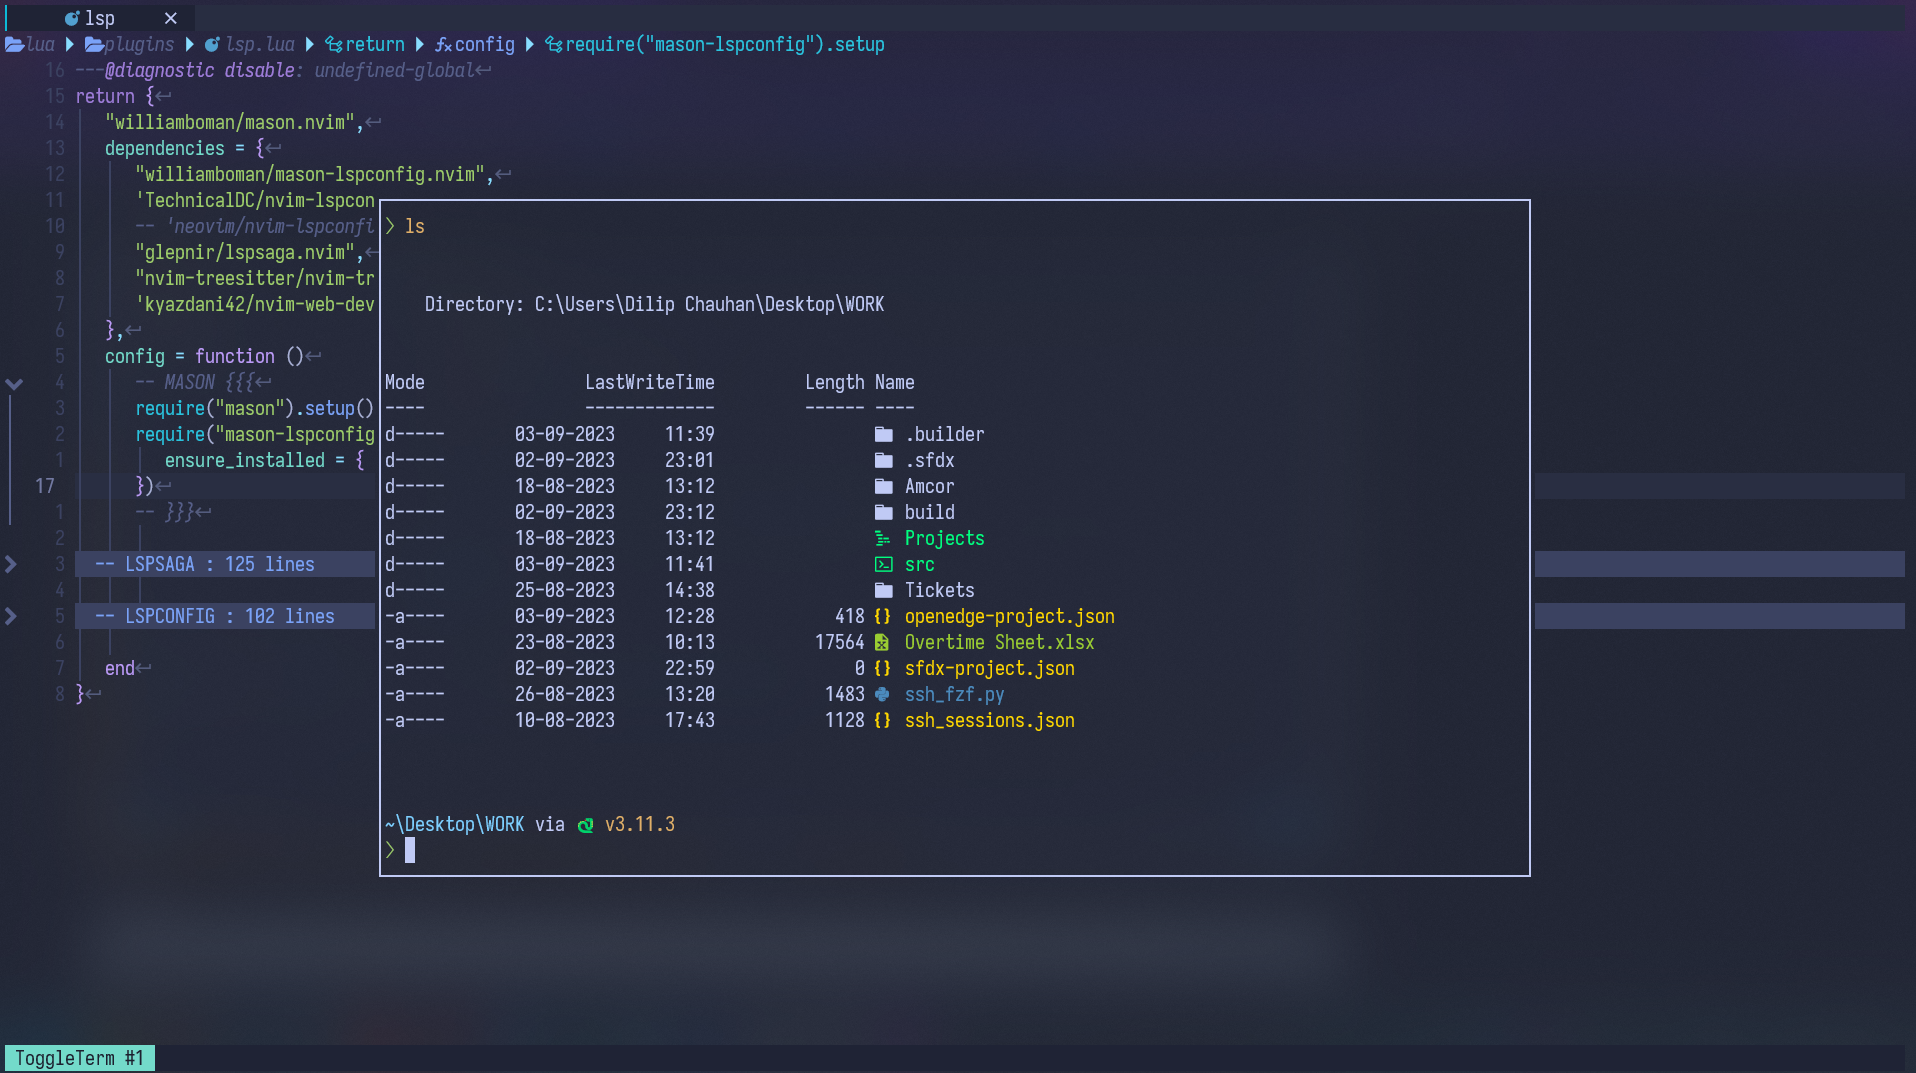 lsp ✕
lua plugins lsp.lua return config require("mason-lspconfig").setup
16 ---@diagnostic disable: undefined-global↩
15 return {↩
14 "williamboman/mason.nvim",↩
13 dependencies = {↩
12 "williamboman/mason-lspconfig.nvim",↩
11 'TechnicalDC/nvim-lspcon
10 -- 'neovim/nvim-lspconfi
9 "glepnir/lspsaga.nvim",↩
8 "nvim-treesitter/nvim-tr
7 'kyazdani42/nvim-web-dev
6 },↩
5 config = function ()↩
4 -- MASON {{{↩
3 require("mason").setup()
2 require("mason-lspconfig
1 ensure_installed = {
17 })↩
1 -- }}}↩
2
3 -- LSPSAGA : 125 lines
4
5 -- LSPCONFIG : 102 lines
6
7 end↩
8 }↩
❯ ls
Directory: C:\Users\Dilip Chauhan\Desktop\WORK
Mode LastWriteTime Length Name
---- ------------- ------ ----
d----- 03-09-2023 11:39 .builder
d----- 02-09-2023 23:01 .sfdx
d----- 18-08-2023 13:12 Amcor
d----- 02-09-2023 23:12 build
d----- 18-08-2023 13:12 Projects
d----- 03-09-2023 11:41 src
d----- 25-08-2023 14:38 Tickets
-a---- 03-09-2023 12:28 418 {} openedge-project.json
-a---- 23-08-2023 10:13 17564 Overtime Sheet.xlsx
-a---- 02-09-2023 22:59 0 {} sfdx-project.json
-a---- 26-08-2023 13:20 1483 ssh_fzf.py
-a---- 10-08-2023 17:43 1128 {} ssh_sessions.json
~\Desktop\WORK via v3.11.3
❯
ToggleTerm #1